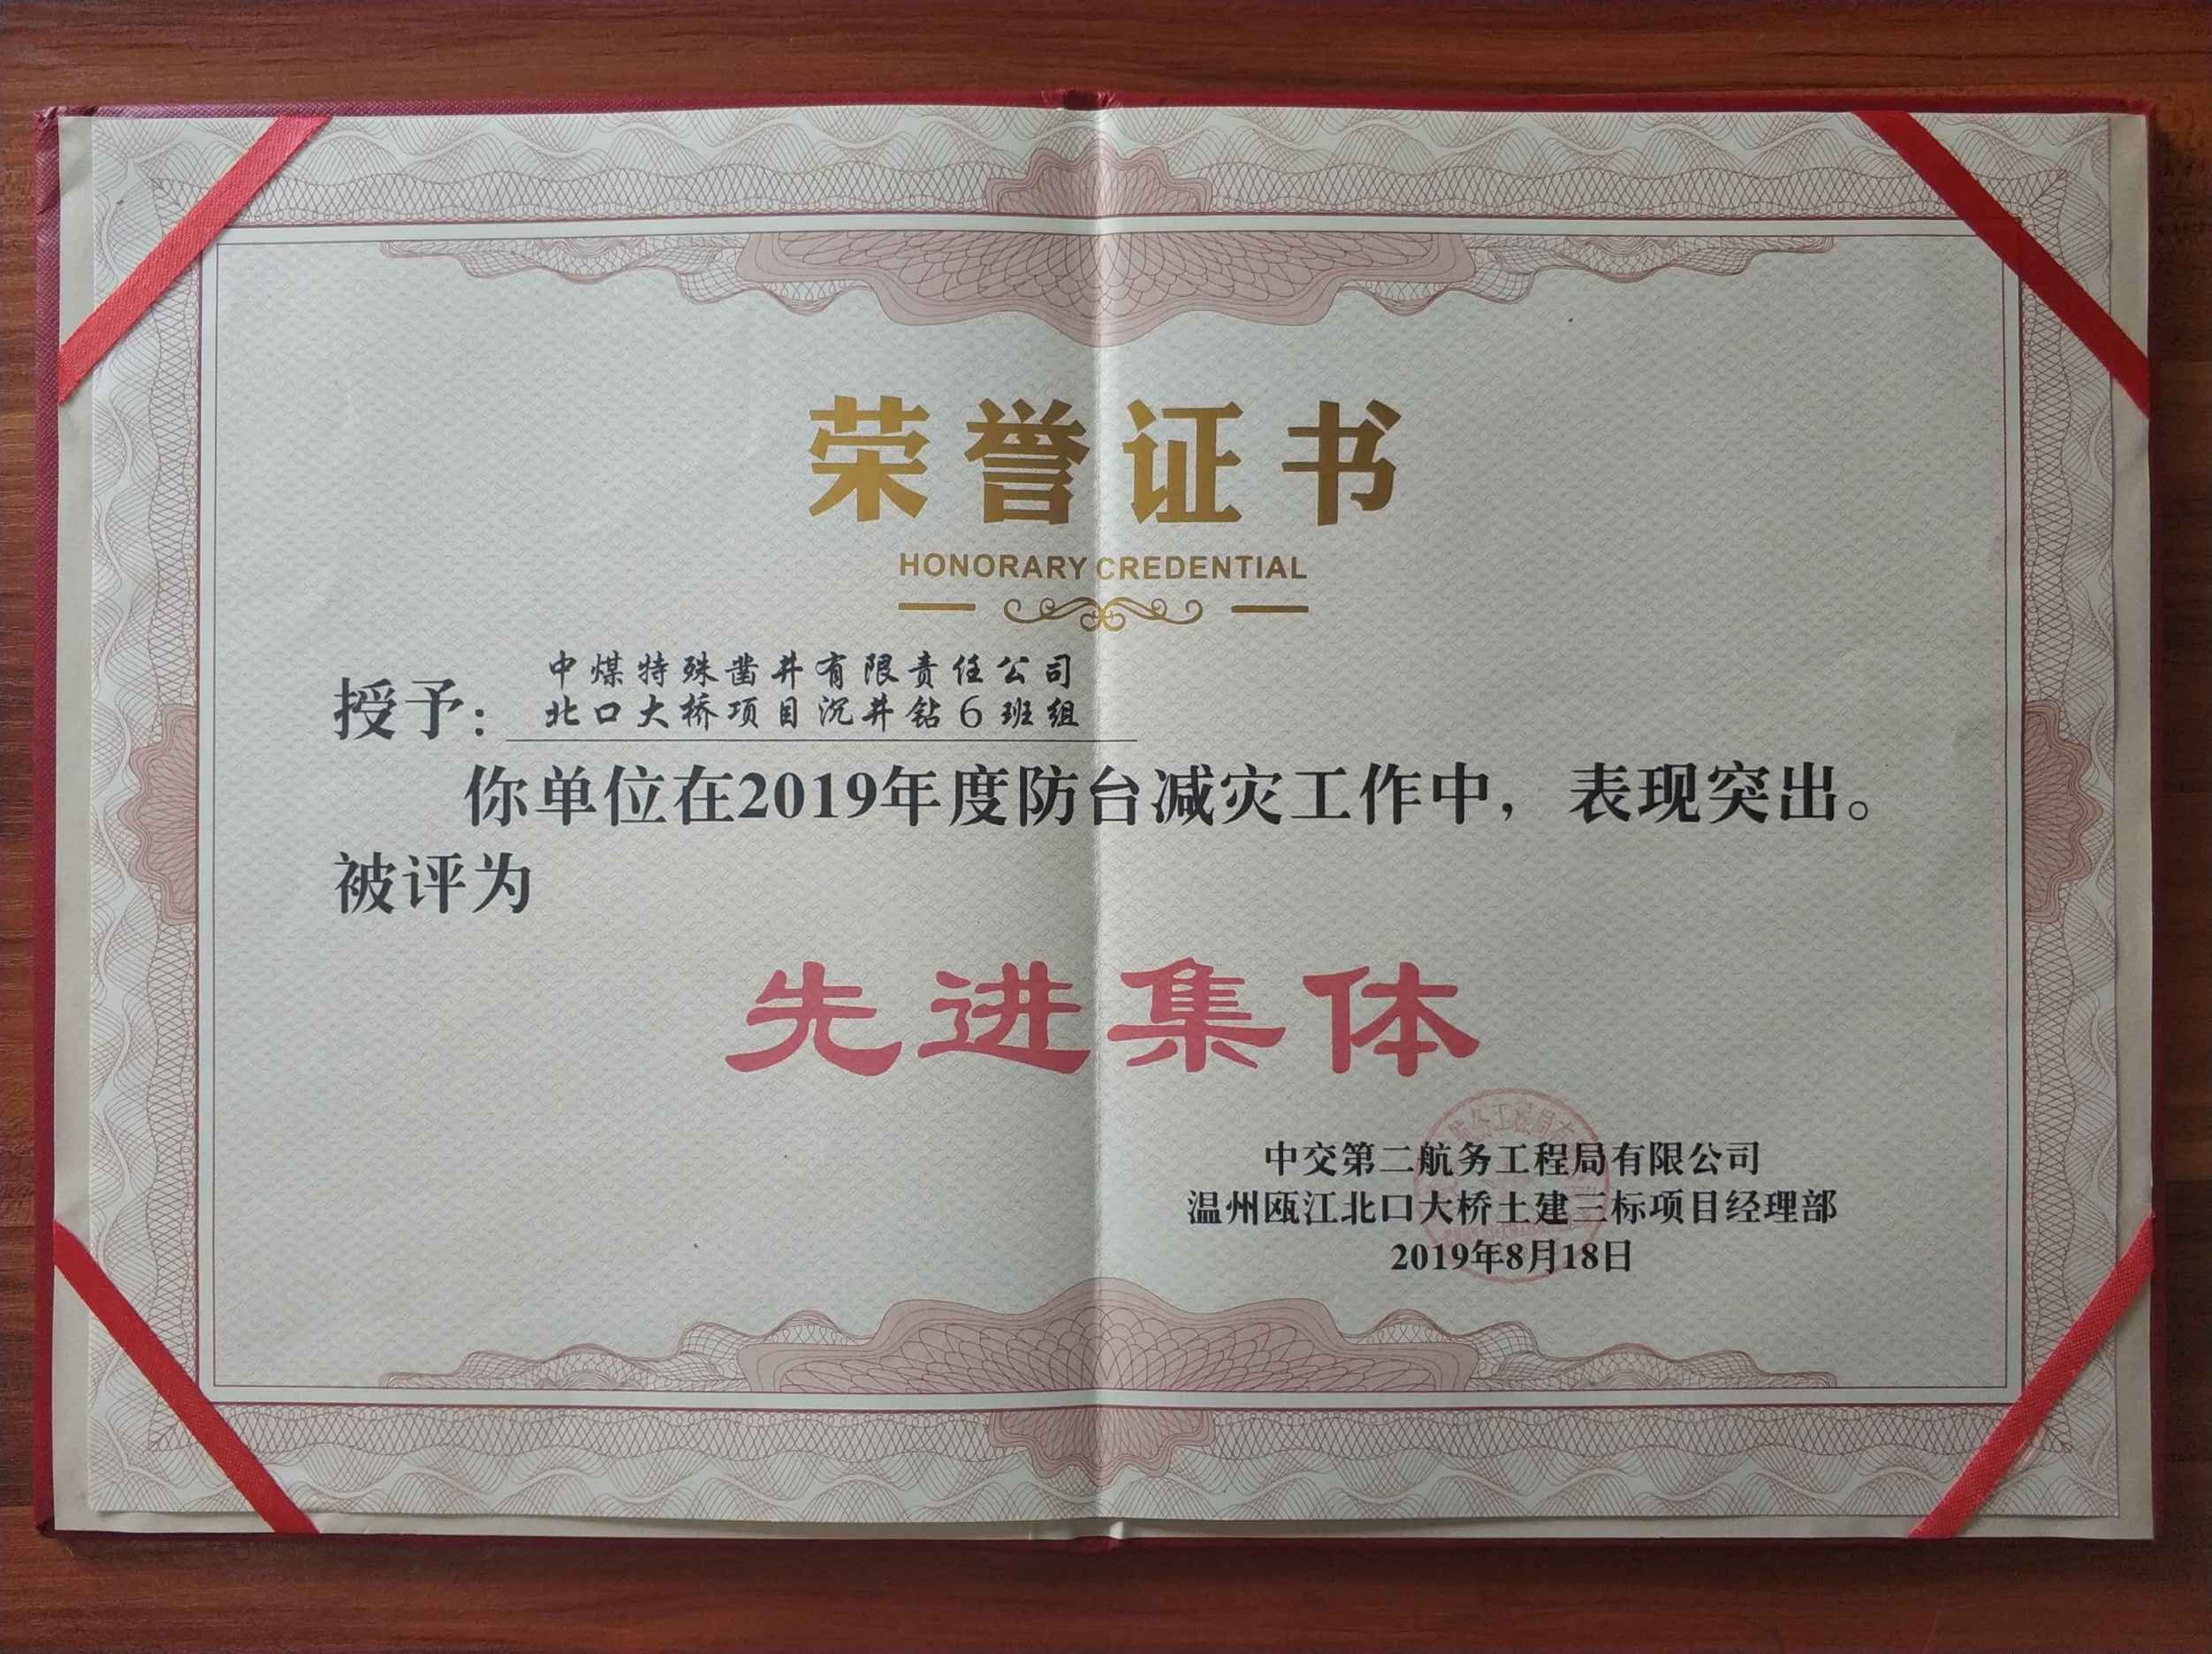 荣誉证书
HONORARY CREDENTIAL
中煤特殊凿井有限责任公司
授予：北口大桥项目沉井钻6班组
你单位在2019年度防台减灾工作中，表现突出。
被评为
先进集体
中交第二航务工程局有限公司
温州瓯江北口大桥土建三标项目经理部
2019年8月18日